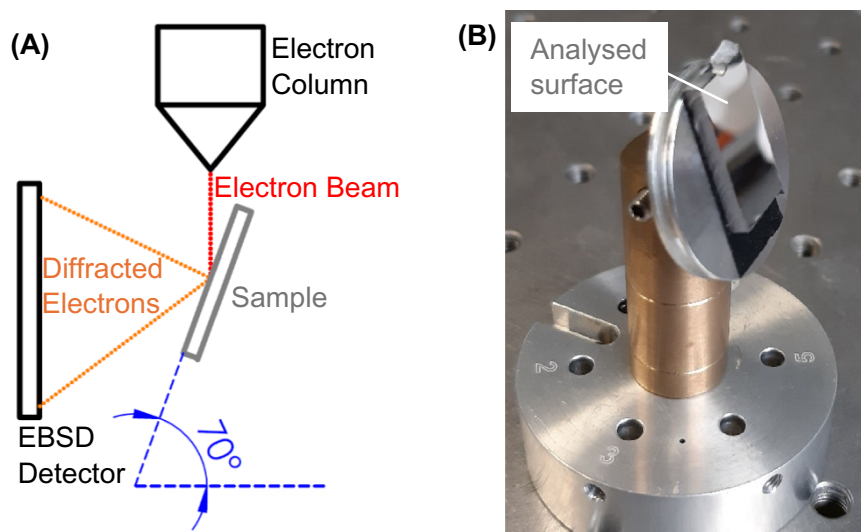 (A)
Electron
Column
Electron Beam
Diffracted
Electrons
Sample
EBSD
Detector
70°
(B)
Analysed
surface
2
3
5